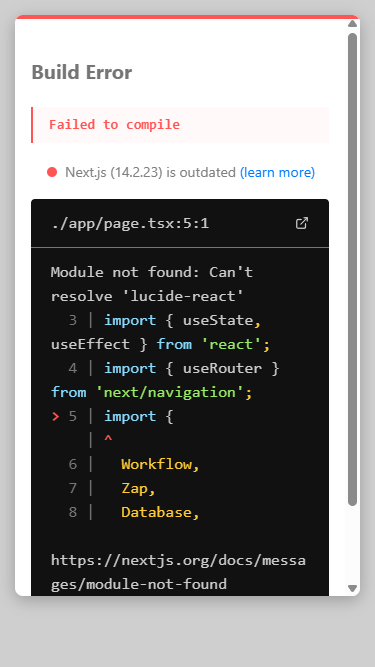 Build Error
Failed to compile
Next.js (14.2.23) is outdated (learn more)
./app/page.tsx:5:1
Module not found: Can't
resolve 'lucide-react'
3 | import { useState,
useEffect } from 'react';
4 | import { useRouter }
from 'next/navigation';
> 5 | import {
| ^
6 | Workflow,
7 | Zap,
8 | Database,
https://nextjs.org/docs/messa
ges/module-not-found